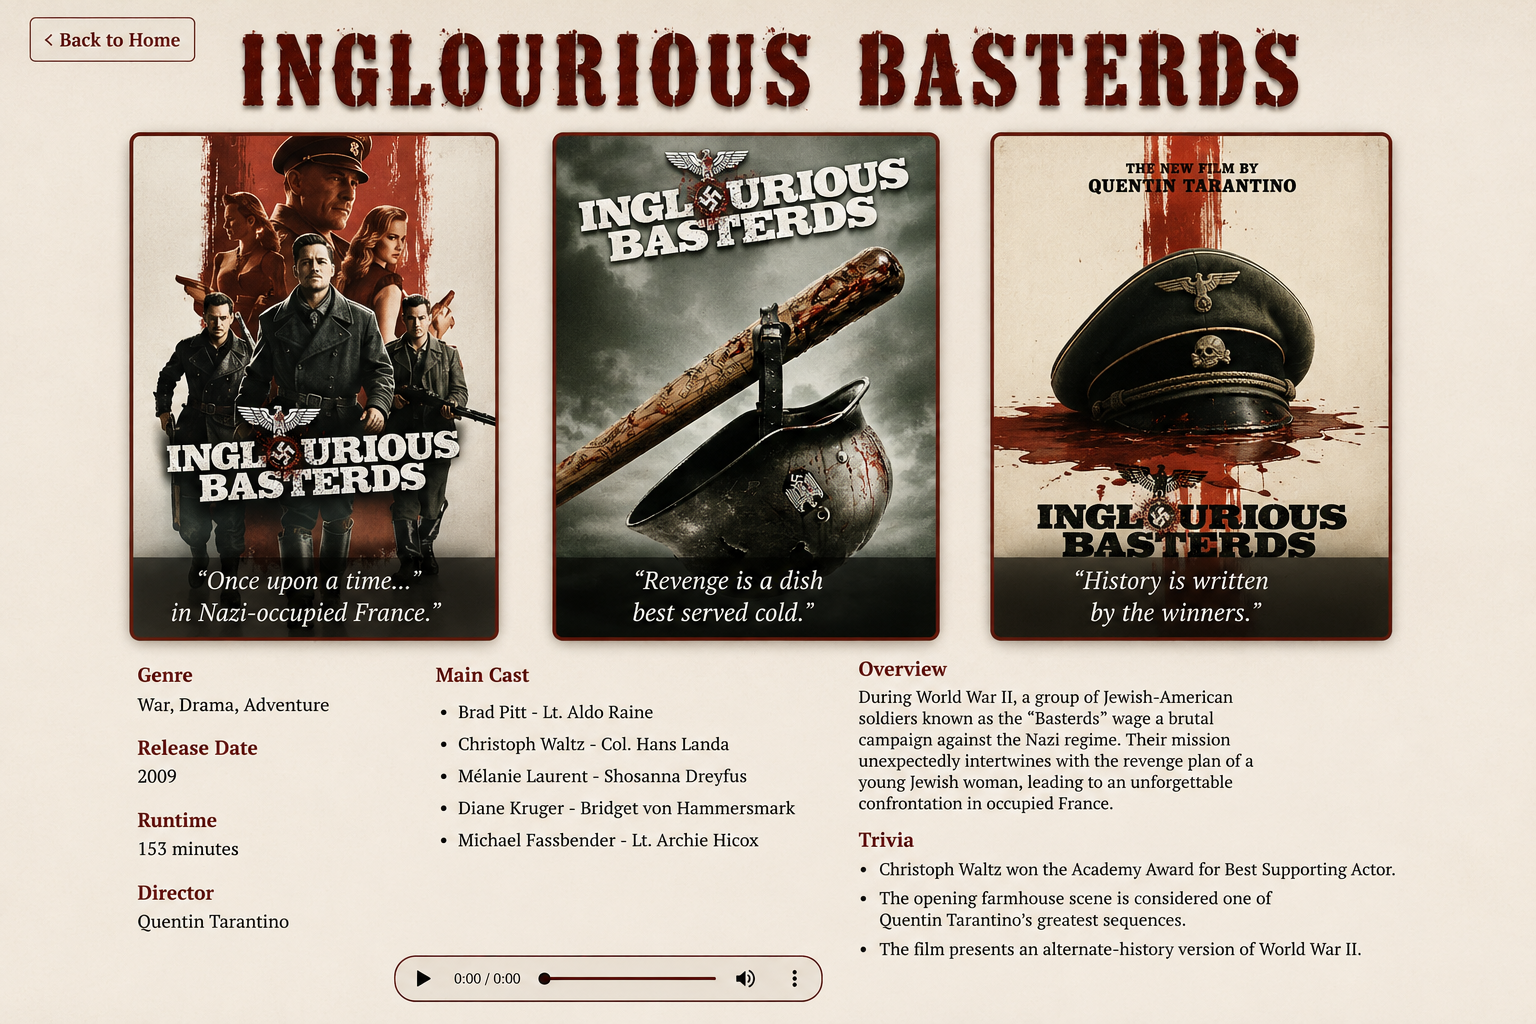 < Back to Home
INGLOURIOUS BASTERDS
INGLOURIOUS
BASTERDS
“Once upon a time...”
in Nazi-occupied France.”
INGLOURIOUS
BASTERDS
“Revenge is a dish
best served cold.”
THE NEW FILM BY
QUENTIN TARANTINO
INGLOURIOUS
BASTERDS
“History is written
by the winners.”
Genre
War, Drama, Adventure
Release Date
2009
Runtime
153 minutes
Director
Quentin Tarantino
Main Cast
• Brad Pitt - Lt. Aldo Raine
• Christoph Waltz - Col. Hans Landa
• Mélanie Laurent - Shosanna Dreyfus
• Diane Kruger - Bridget von Hammersmark
• Michael Fassbender - Lt. Archie Hicox
Overview
During World War II, a group of Jewish-American
soldiers known as the “Basterds” wage a brutal
campaign against the Nazi regime. Their mission
unexpectedly intertwines with the revenge plan of a
young Jewish woman, leading to an unforgettable
confrontation in occupied France.
Trivia
• Christoph Waltz won the Academy Award for Best Supporting Actor.
• The opening farmhouse scene is considered one of
Quentin Tarantino’s greatest sequences.
• The film presents an alternate-history version of World War II.
0:00 / 0:00